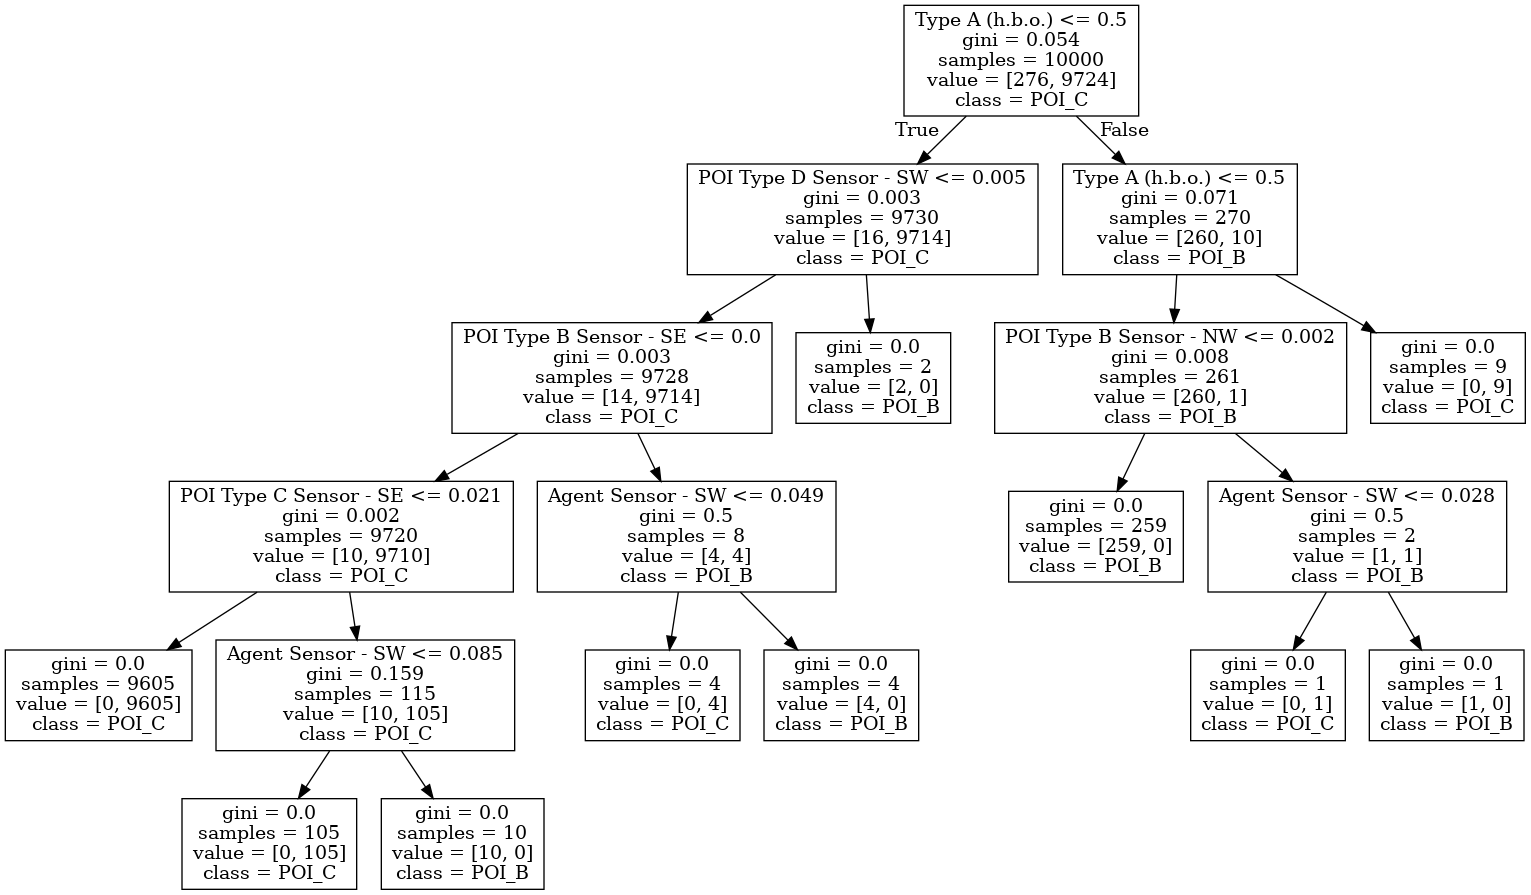 Type A (h.b.o.) <= 0.5
gini = 0.054
samples = 10000
value = [276, 9724]
class = POI_C
True
False
POI Type D Sensor - SW <= 0.005
gini = 0.003
samples = 9730
value = [16, 9714]
class = POI_C
Type A (h.b.o.) <= 0.5
gini = 0.071
samples = 270
value = [260, 10]
class = POI_B
POI Type B Sensor - SE <= 0.0
gini = 0.003
samples = 9728
value = [14, 9714]
class = POI_C
gini = 0.0
samples = 2
value = [2, 0]
class = POI_B
POI Type B Sensor - NW <= 0.002
gini = 0.008
samples = 261
value = [260, 1]
class = POI_B
gini = 0.0
samples = 9
value = [0, 9]
class = POI_C
POI Type C Sensor - SE <= 0.021
gini = 0.002
samples = 9720
value = [10, 9710]
class = POI_C
Agent Sensor - SW <= 0.049
gini = 0.5
samples = 8
value = [4, 4]
class = POI_B
gini = 0.0
samples = 259
value = [259, 0]
class = POI_B
Agent Sensor - SW <= 0.028
gini = 0.5
samples = 2
value = [1, 1]
class = POI_B
gini = 0.0
samples = 9605
value = [0, 9605]
class = POI_C
Agent Sensor - SW <= 0.085
gini = 0.159
samples = 115
value = [10, 105]
class = POI_C
gini = 0.0
samples = 4
value = [0, 4]
class = POI_C
gini = 0.0
samples = 4
value = [4, 0]
class = POI_B
gini = 0.0
samples = 1
value = [0, 1]
class = POI_C
gini = 0.0
samples = 1
value = [1, 0]
class = POI_B
gini = 0.0
samples = 105
value = [0, 105]
class = POI_C
gini = 0.0
samples = 10
value = [10, 0]
class = POI_B